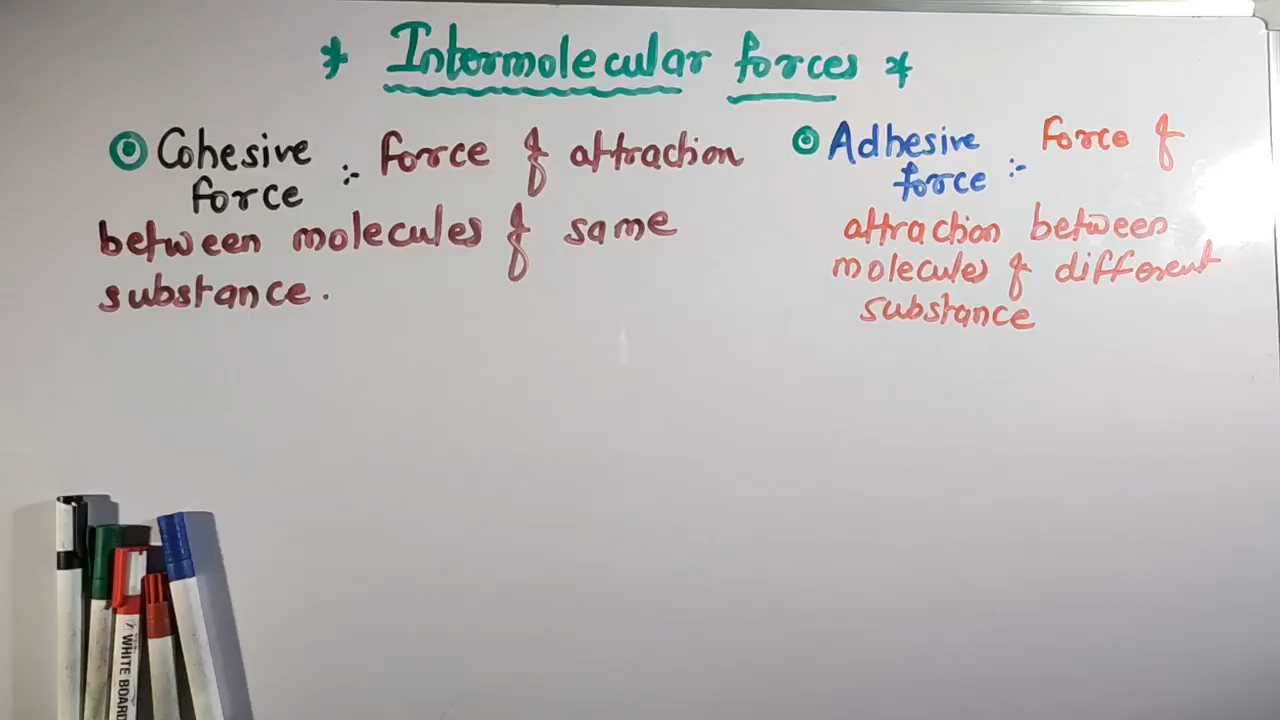 * Intermolecular forces *
Cohesive force :- force of attraction
between molecules of same
substance.
Adhesive force :- Force of
attraction between
molecules of different
substance
WHITE BOARD